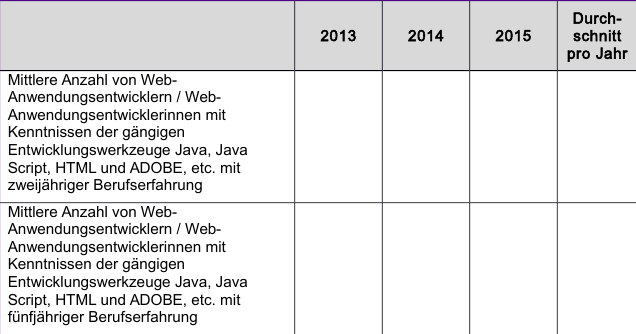 2013 2014 2015 Durch-
schnitt
pro Jahr
Mittlere Anzahl von Web-
Anwendungsentwicklern / Web-
Anwendungsentwicklerinnen mit
Kenntnissen der gängigen
Entwicklungswerkzeuge Java, Java
Script, HTML und ADOBE, etc. mit
zweijähriger Berufserfahrung
Mittlere Anzahl von Web-
Anwendungsentwicklern / Web-
Anwendungsentwicklerinnen mit
Kenntnissen der gängigen
Entwicklungswerkzeuge Java, Java
Script, HTML und ADOBE, etc. mit
fünfjähriger Berufserfahrung